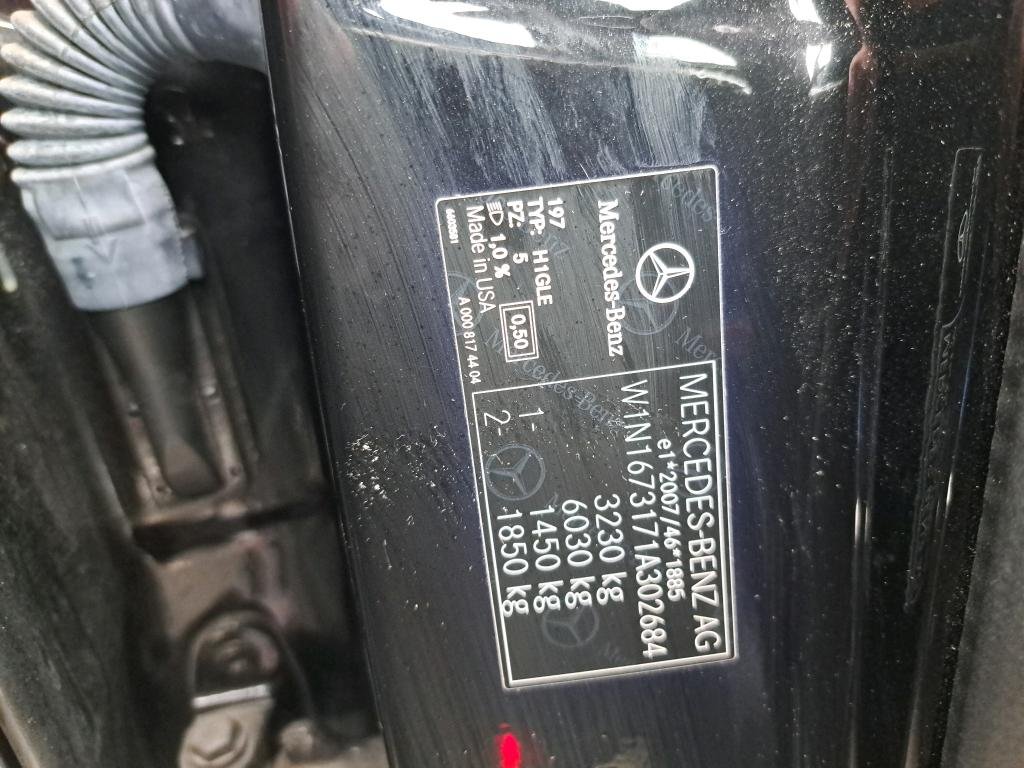 Mercedes-Benz
197
TYP: H1GLE
PZ: 5
1.0 %
0,50
Made in USA
A 000 817 44 04
MERCEDES-BENZ AG
e1*2007/46*1885
W1N1673171A302684
3230 kg
6030 kg
1- 1450 kg
2- 1850 kg